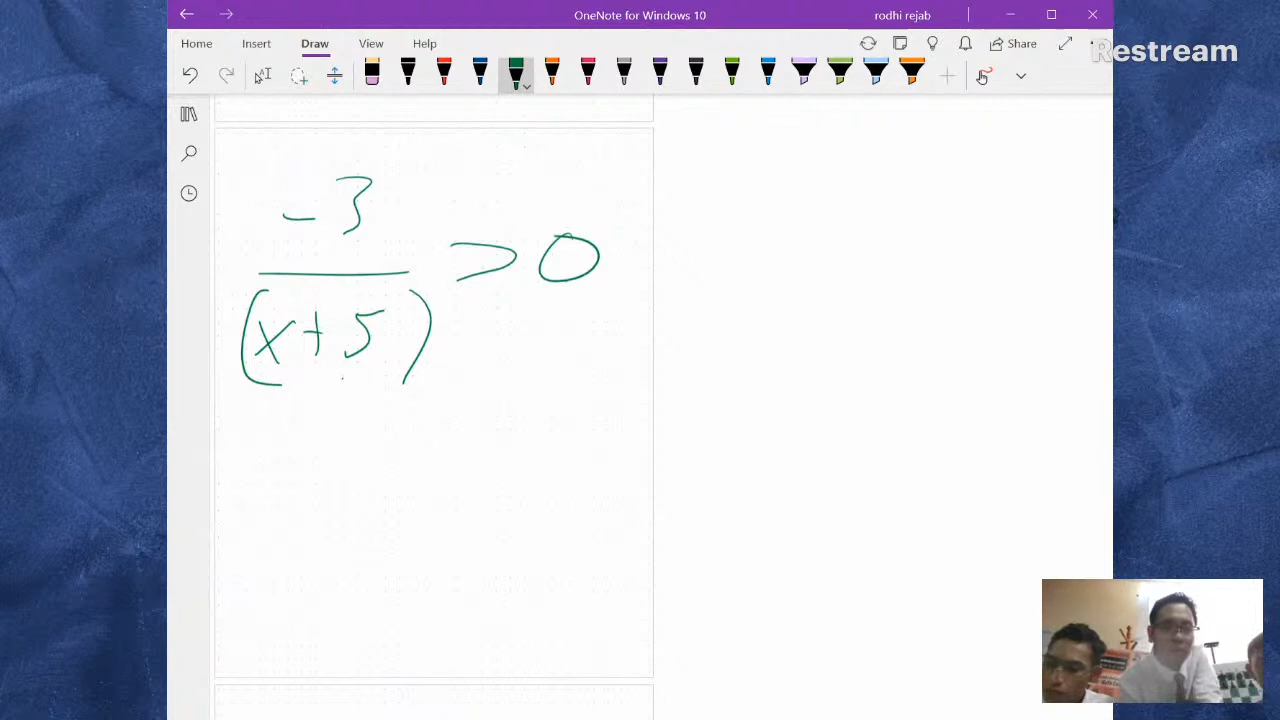 OneNote for Windows 10
rodhi rejab
Home Insert Draw View Help
Share
Restream
-3
> 0
(x+5)